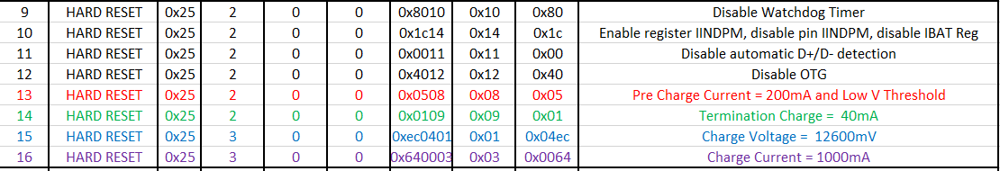 9 HARD RESET 0x25 2 0 0 0x8010 0x10 0x80 Disable Watchdog Timer
10 HARD RESET 0x25 2 0 0 0x1c14 0x14 0x1c Enable register IINDPM, disable pin IINDPM, disable IBAT Reg
11 HARD RESET 0x25 2 0 0 0x0011 0x11 0x00 Disable automatic D+/D- detection
12 HARD RESET 0x25 2 0 0 0x4012 0x12 0x40 Disable OTG
13 HARD RESET 0x25 2 0 0 0x0508 0x08 0x05 Pre Charge Current = 200mA and Low V Threshold
14 HARD RESET 0x25 2 0 0 0x0109 0x09 0x01 Termination Charge = 40mA
15 HARD RESET 0x25 3 0 0 0xec0401 0x01 0x04ec Charge Voltage = 12600mV
16 HARD RESET 0x25 3 0 0 0x640003 0x03 0x0064 Charge Current = 1000mA